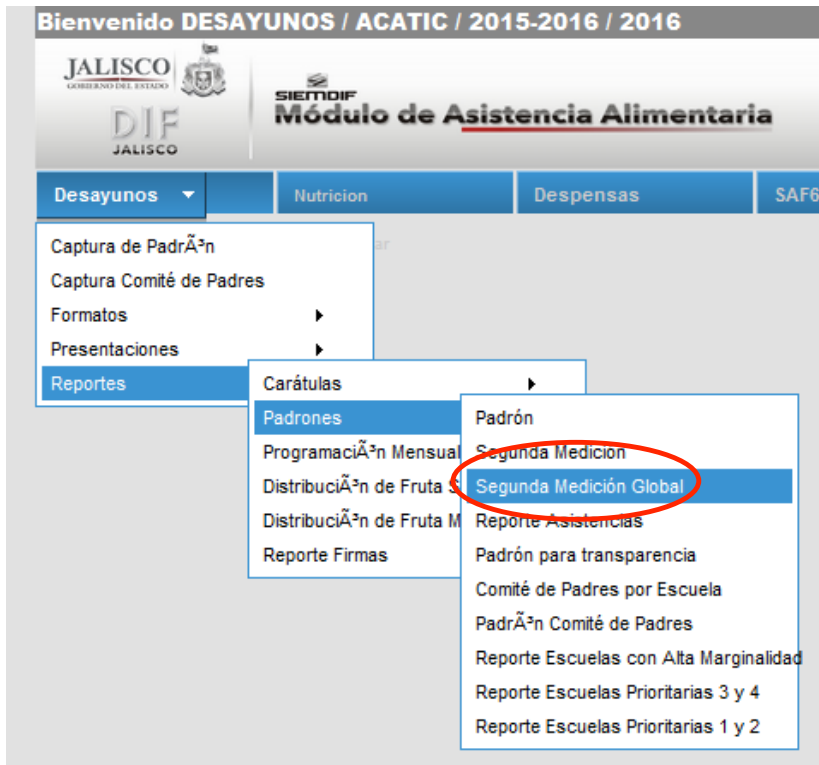 Bienvenido DESAYUNOS / ACATIC / 2015-2016 / 2016
JALISCO
GOBIERNO DEL ESTADO
DIF
JALISCO
SIEMDIF
Módulo de Asistencia Alimentaria
Desayunos
Nutricion
Despensas
SAF6
Captura de PadrÃ³n
ar
Captura Comité de Padres
Formatos
Presentaciones
Reportes
Carátulas
Padrones
ProgramaciÃ³n Mensual
DistribuciÃ³n de Fruta S
DistribuciÃ³n de Fruta M
Reporte Firmas
Padrón
Segunda Medición
Segunda Medición Global
Reporte Asistencias
Padrón para transparencia
Comité de Padres por Escuela
PadrÃ³n Comité de Padres
Reporte Escuelas con Alta Marginalidad
Reporte Escuelas Prioritarias 3 y 4
Reporte Escuelas Prioritarias 1 y 2